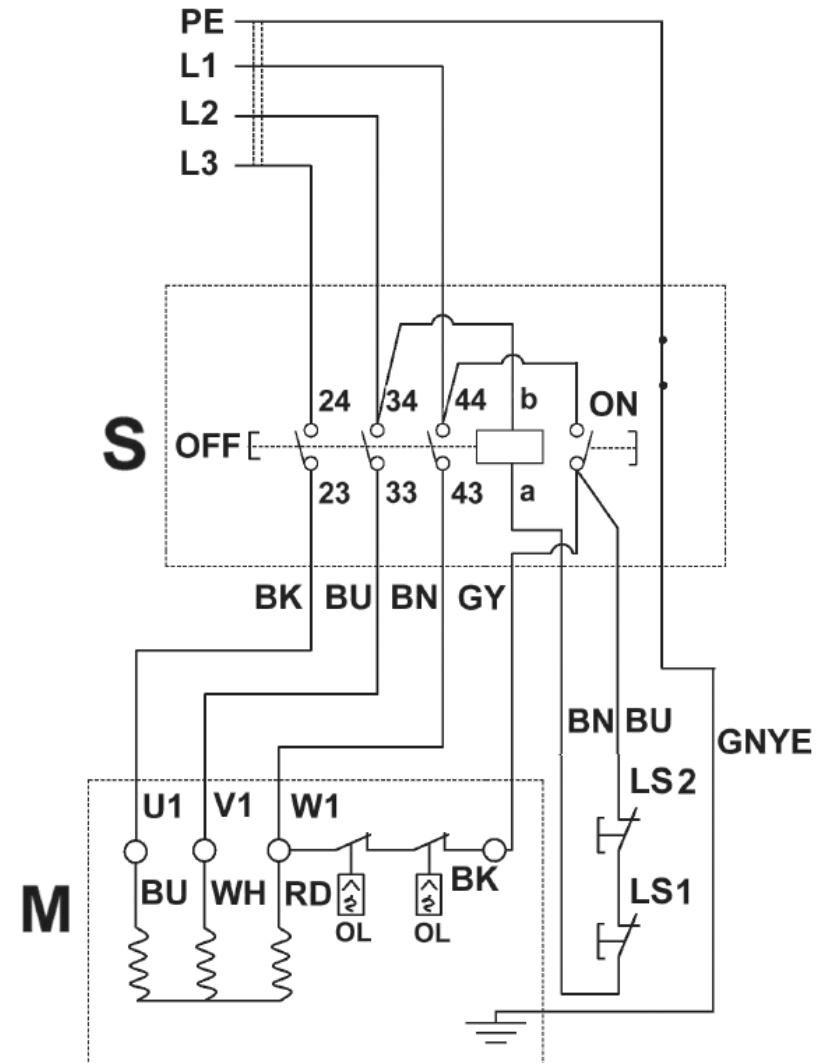 PE
L1
L2
L3
24 34 44 b ON
S OFF
23 33 43 a
BK BU BN GY
BN BU
GNYE
U1 V1 W1
LS2
BU WH RD BK
M
OL OL
LS1